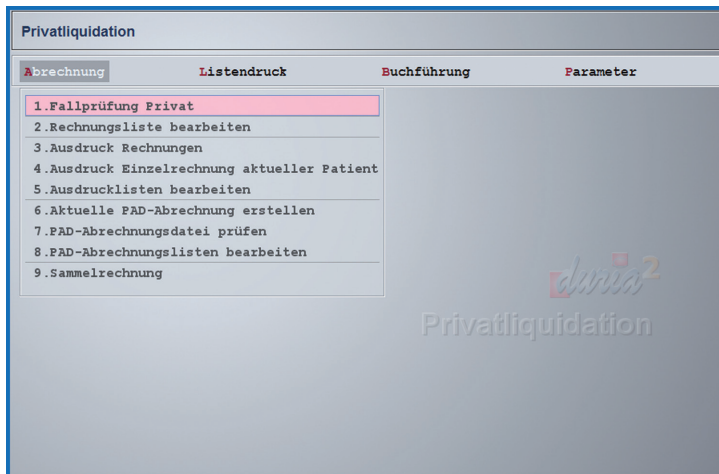 Privatliquidation
Abrechnung Listendruck Buchführung Parameter
1.Fallprüfung Privat
2.Rechnungsliste bearbeiten
3.Ausdruck Rechnungen
4.Ausdruck Einzelrechnung aktueller Patient
5.Ausdrucklisten bearbeiten
6.Aktuelle PAD-Abrechnung erstellen
7.PAD-Abrechnungsdatei prüfen
8.PAD-Abrechnungslisten bearbeiten
9.Sammelrechnung
duria2
Privatliquidation